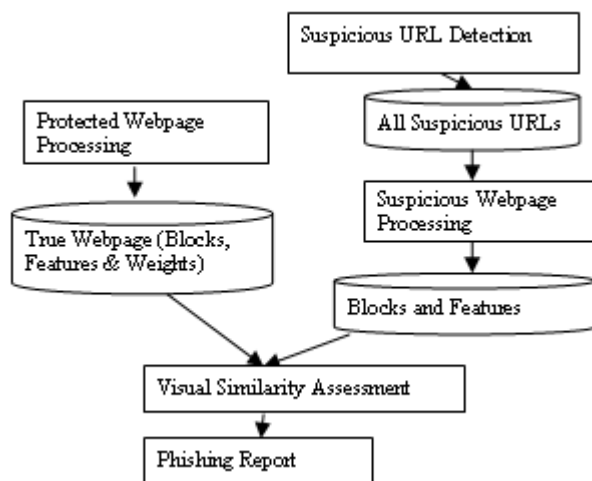 Suspicious URL Detection
All Suspicious URLs
Protected Webpage
Processing
Suspicious Webpage
Processing
True Webpage (Blocks,
Features & Weights)
Blocks and Features
Visual Similarity Assessment
Phishing Report